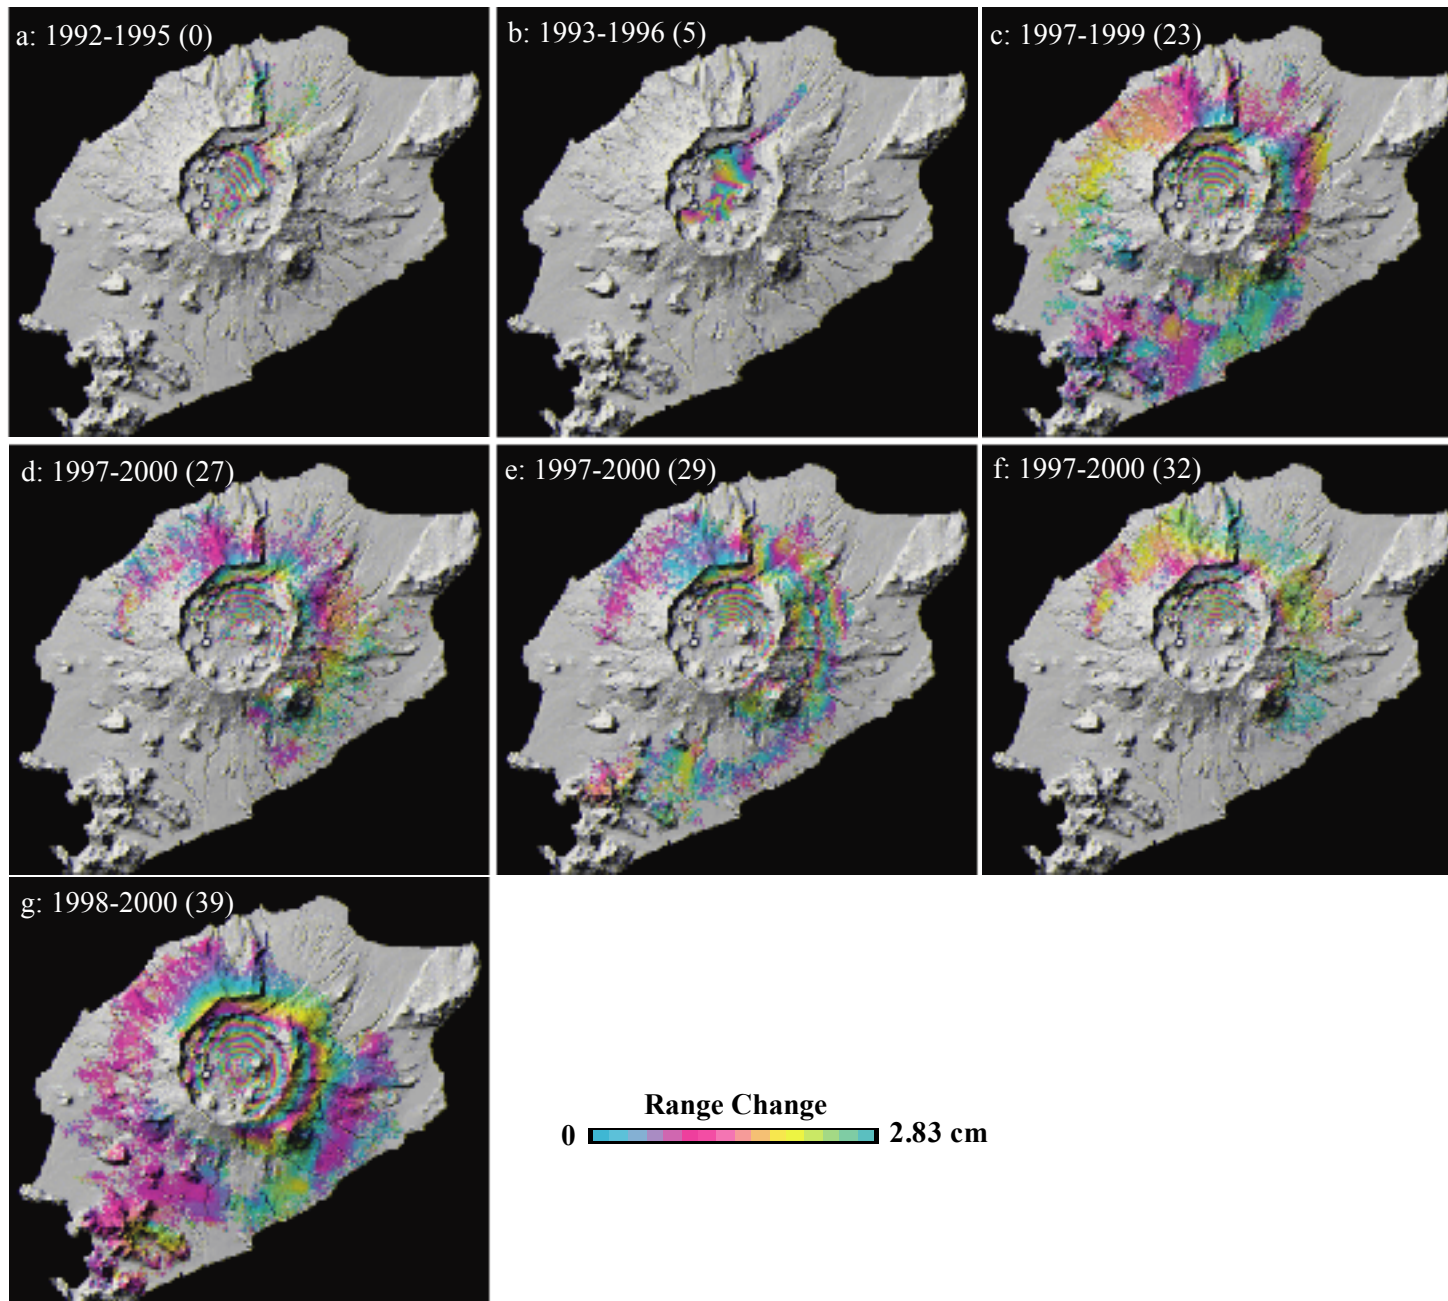 a: 1992-1995 (0)
b: 1993-1996 (5)
c: 1997-1999 (23)
d: 1997-2000 (27)
e: 1997-2000 (29)
f: 1997-2000 (32)
g: 1998-2000 (39)
Range Change
0 2.83 cm